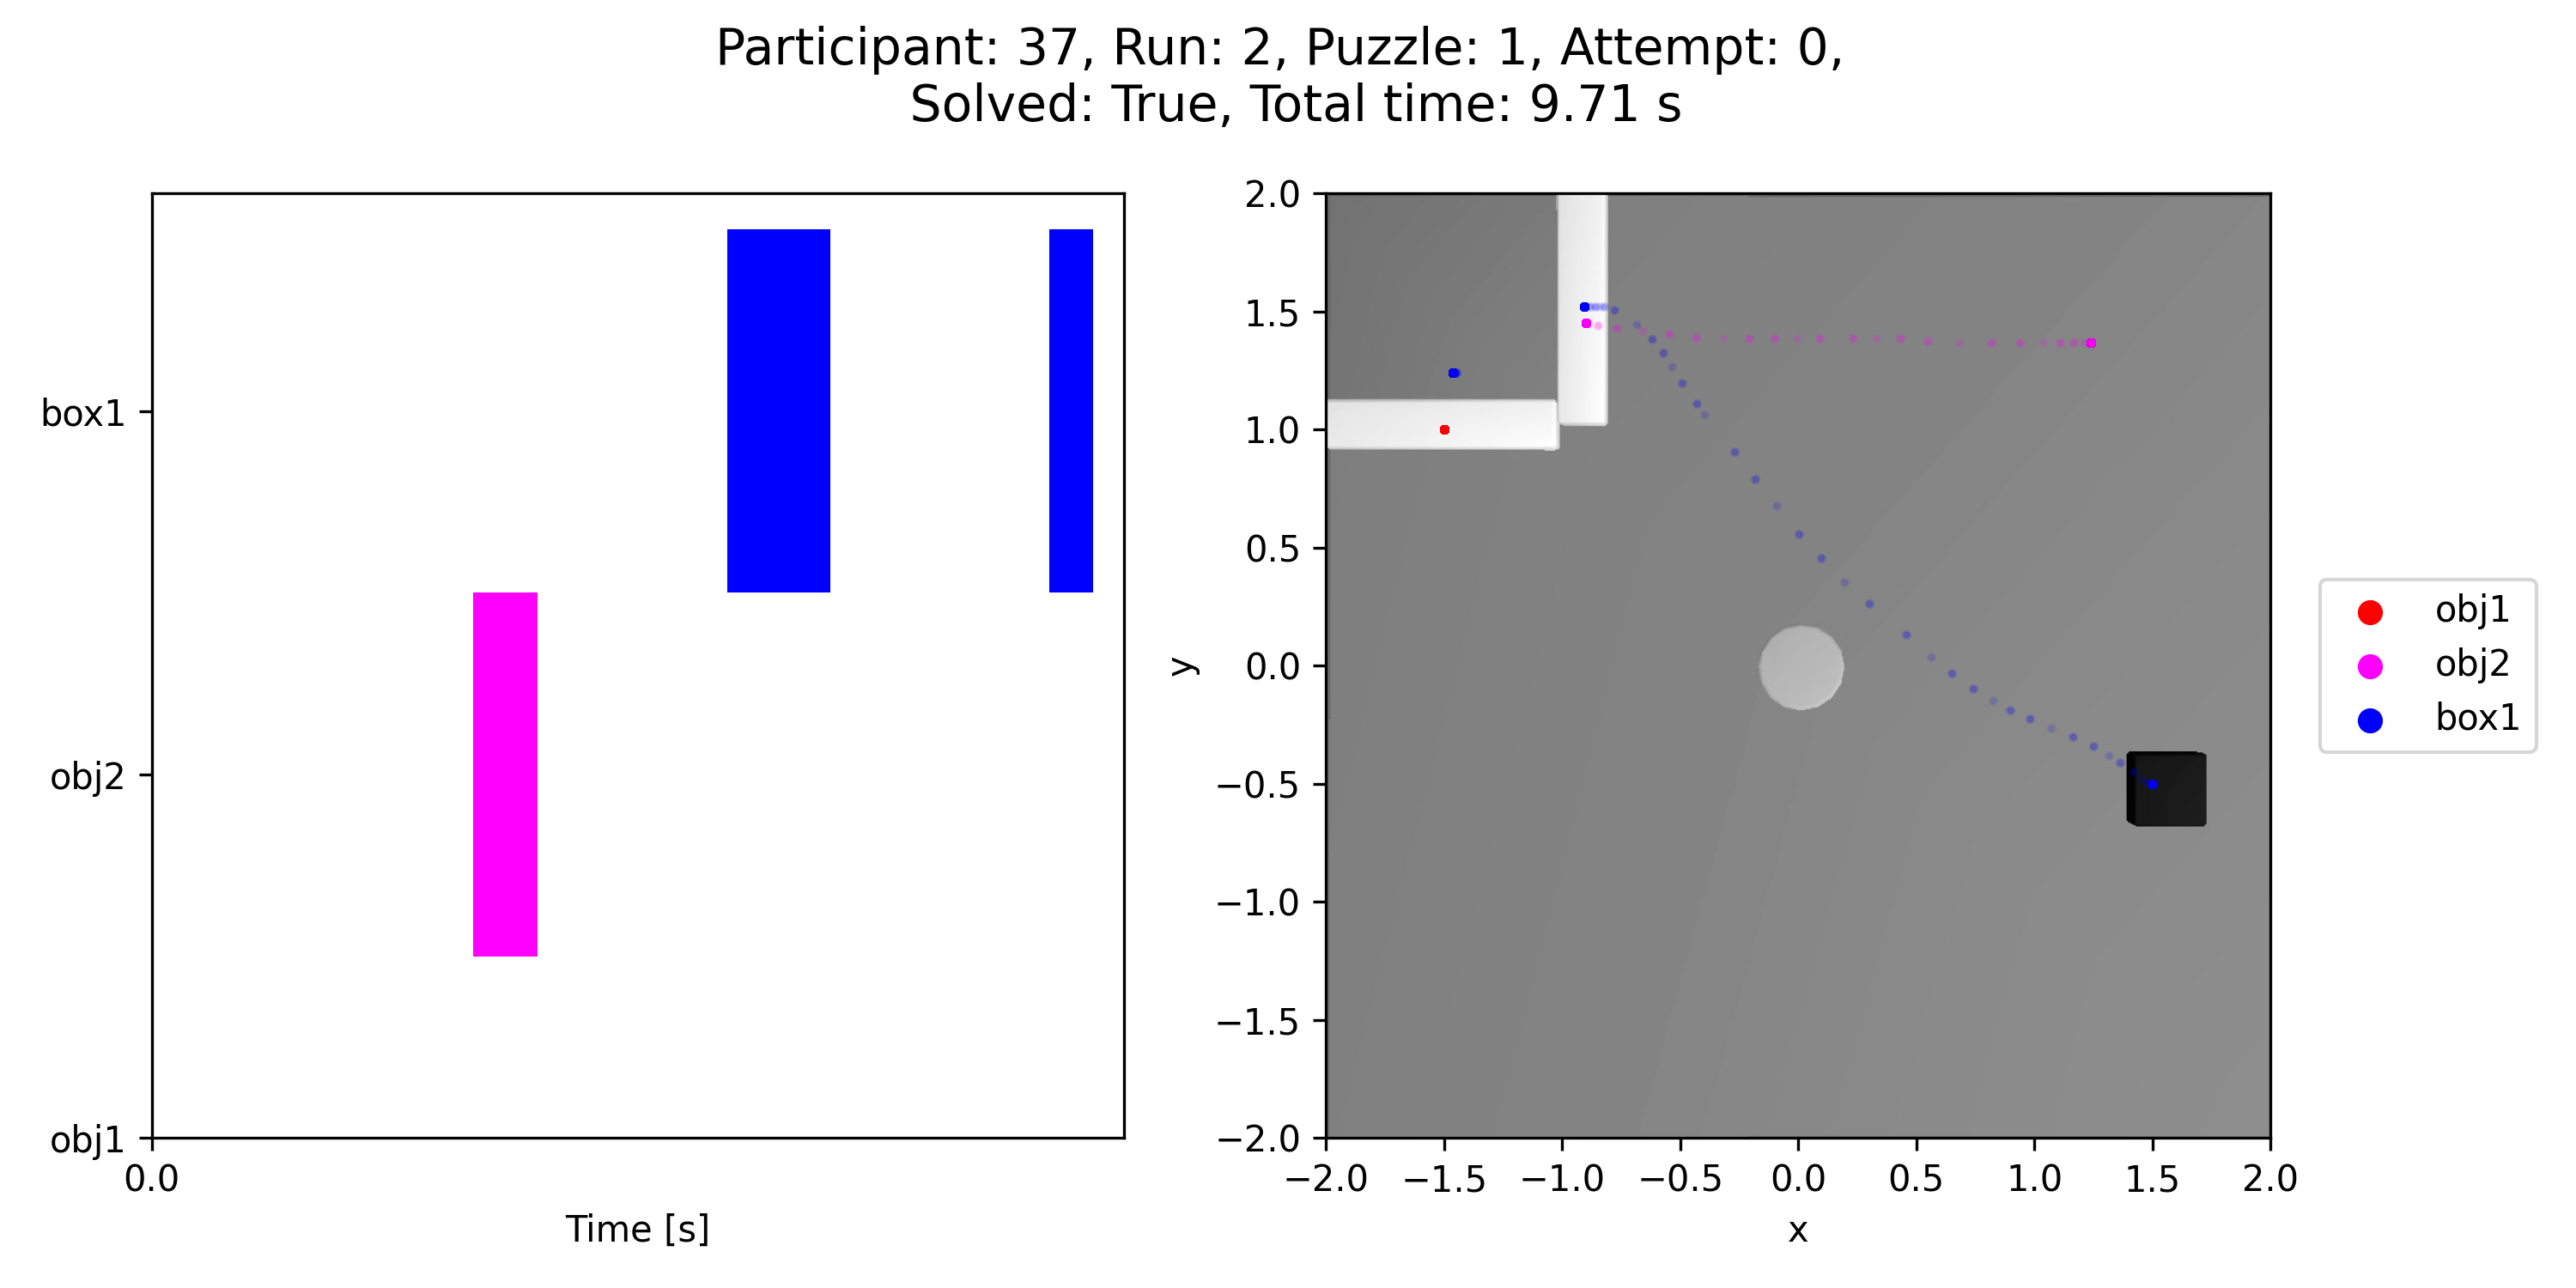 Participant: 37, Run: 2, Puzzle: 1, Attempt: 0,
Solved: True, Total time: 9.71 s
box1
obj2
obj1
0.0
Time [s]
2.0
1.5
1.0
0.5
0.0
−0.5
−1.0
−1.5
−2.0
y
−2.0 −1.5 −1.0 −0.5 0.0 0.5 1.0 1.5 2.0
x
obj1
obj2
box1